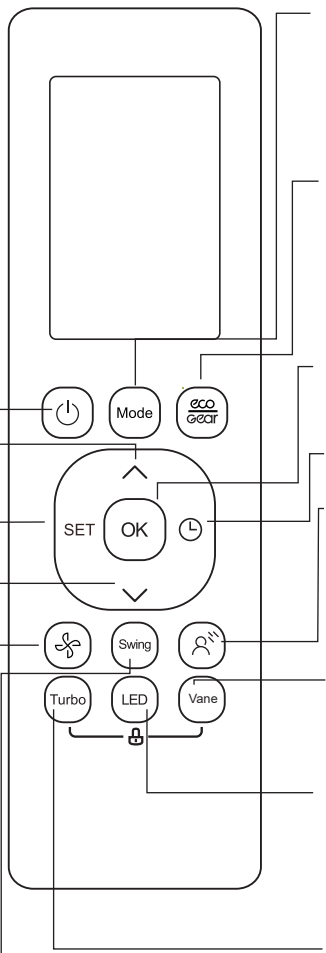 Mode
eco
Gear
SET
OK
Swing
Turbo
LED
Vane